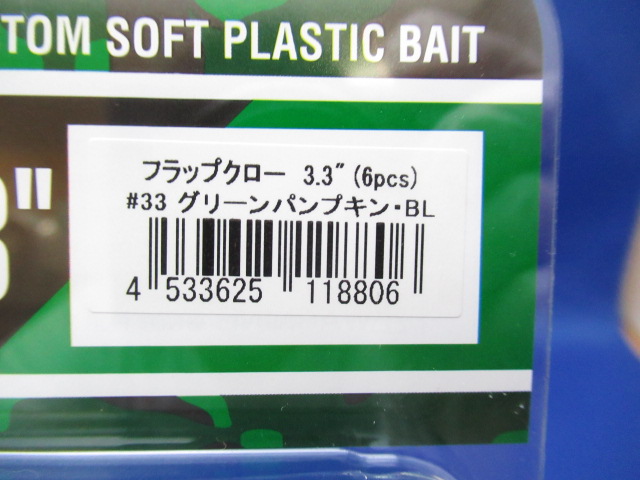 TOM SOFT PLASTIC BAIT
3"
フラップクロー 3.3" (6pcs)
#33 グリーンパンプキン・BL
4 533625 118806